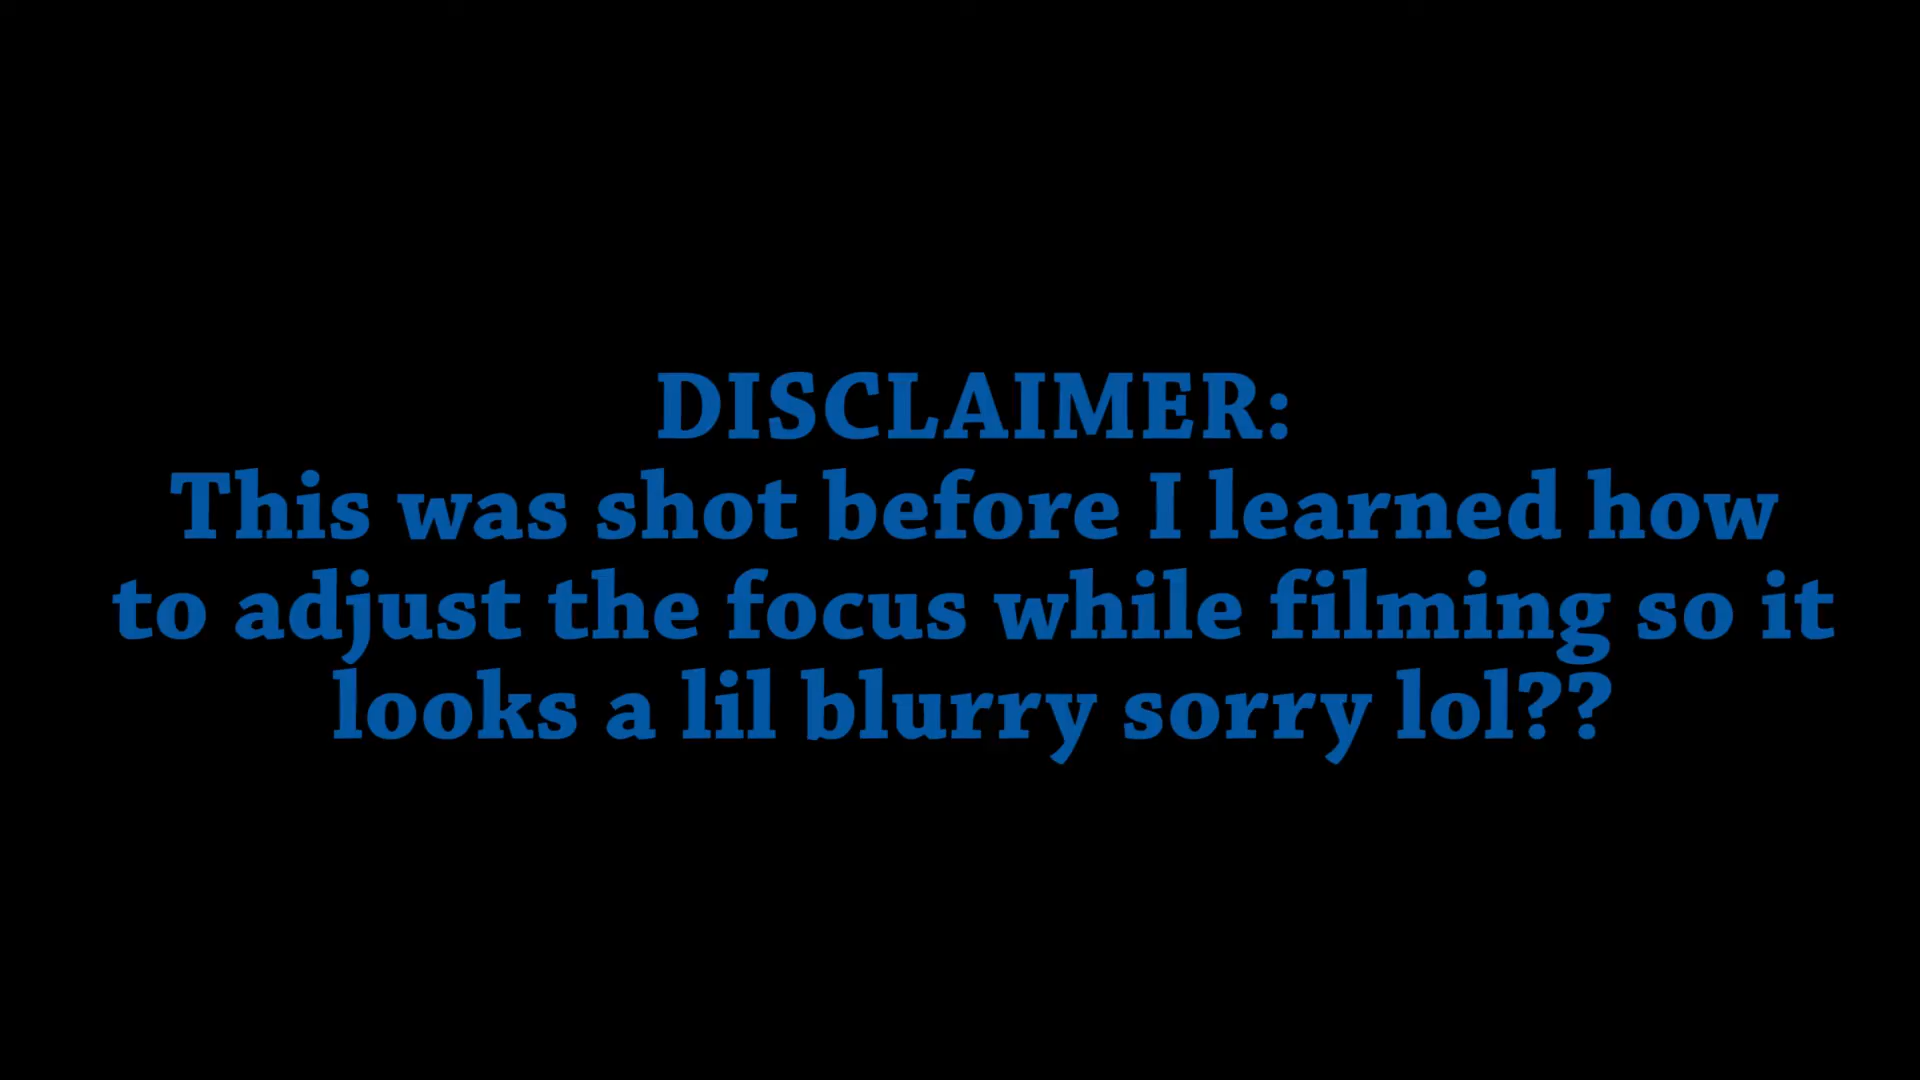 DISCLAIMER:
This was shot before I learned how
to adjust the focus while filming so it
looks a lil blurry sorry lol??